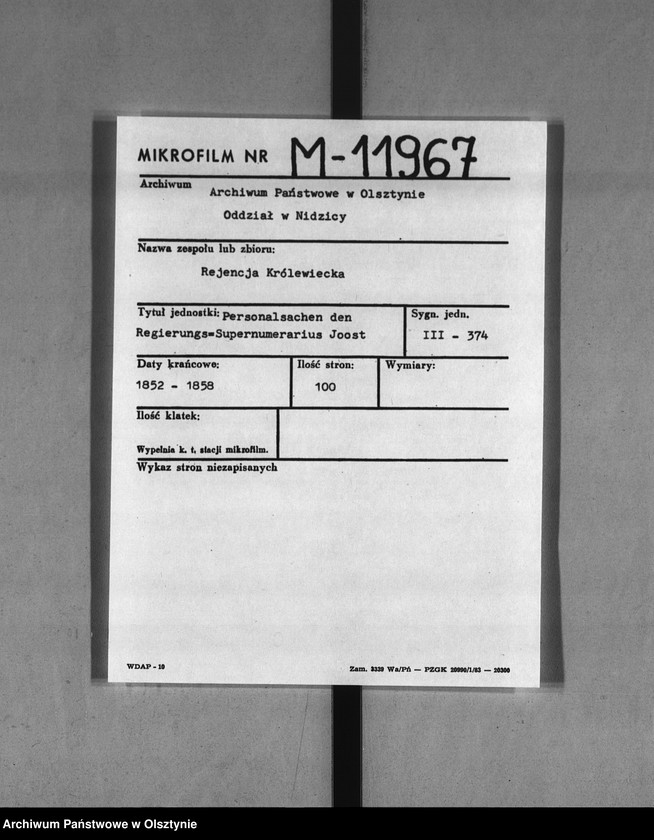 MIKROFILM NR M-11967
Archiwum
Archiwum Państwowe w Olsztynie
Oddział w Nidzicy
Nazwa zespołu lub zbioru:
Rejencja Królewiecka
Tytuł jednostki: Personalsachen den
Regierungs=Supernumerarius Joost
Sygn. jedn.
III - 374
Daty krańcowe:
1852 - 1858
Ilość stron:
100
Wymiary:
Ilość klatek:
Wypełnia k. t. stacji mikrofilm.
Wykaz stron niezapisanych
WDAP - 10
Zam. 3339 Wa/Pń — PZGK 20990/1/83 — 20300
Archiwum Państwowe w Olsztynie